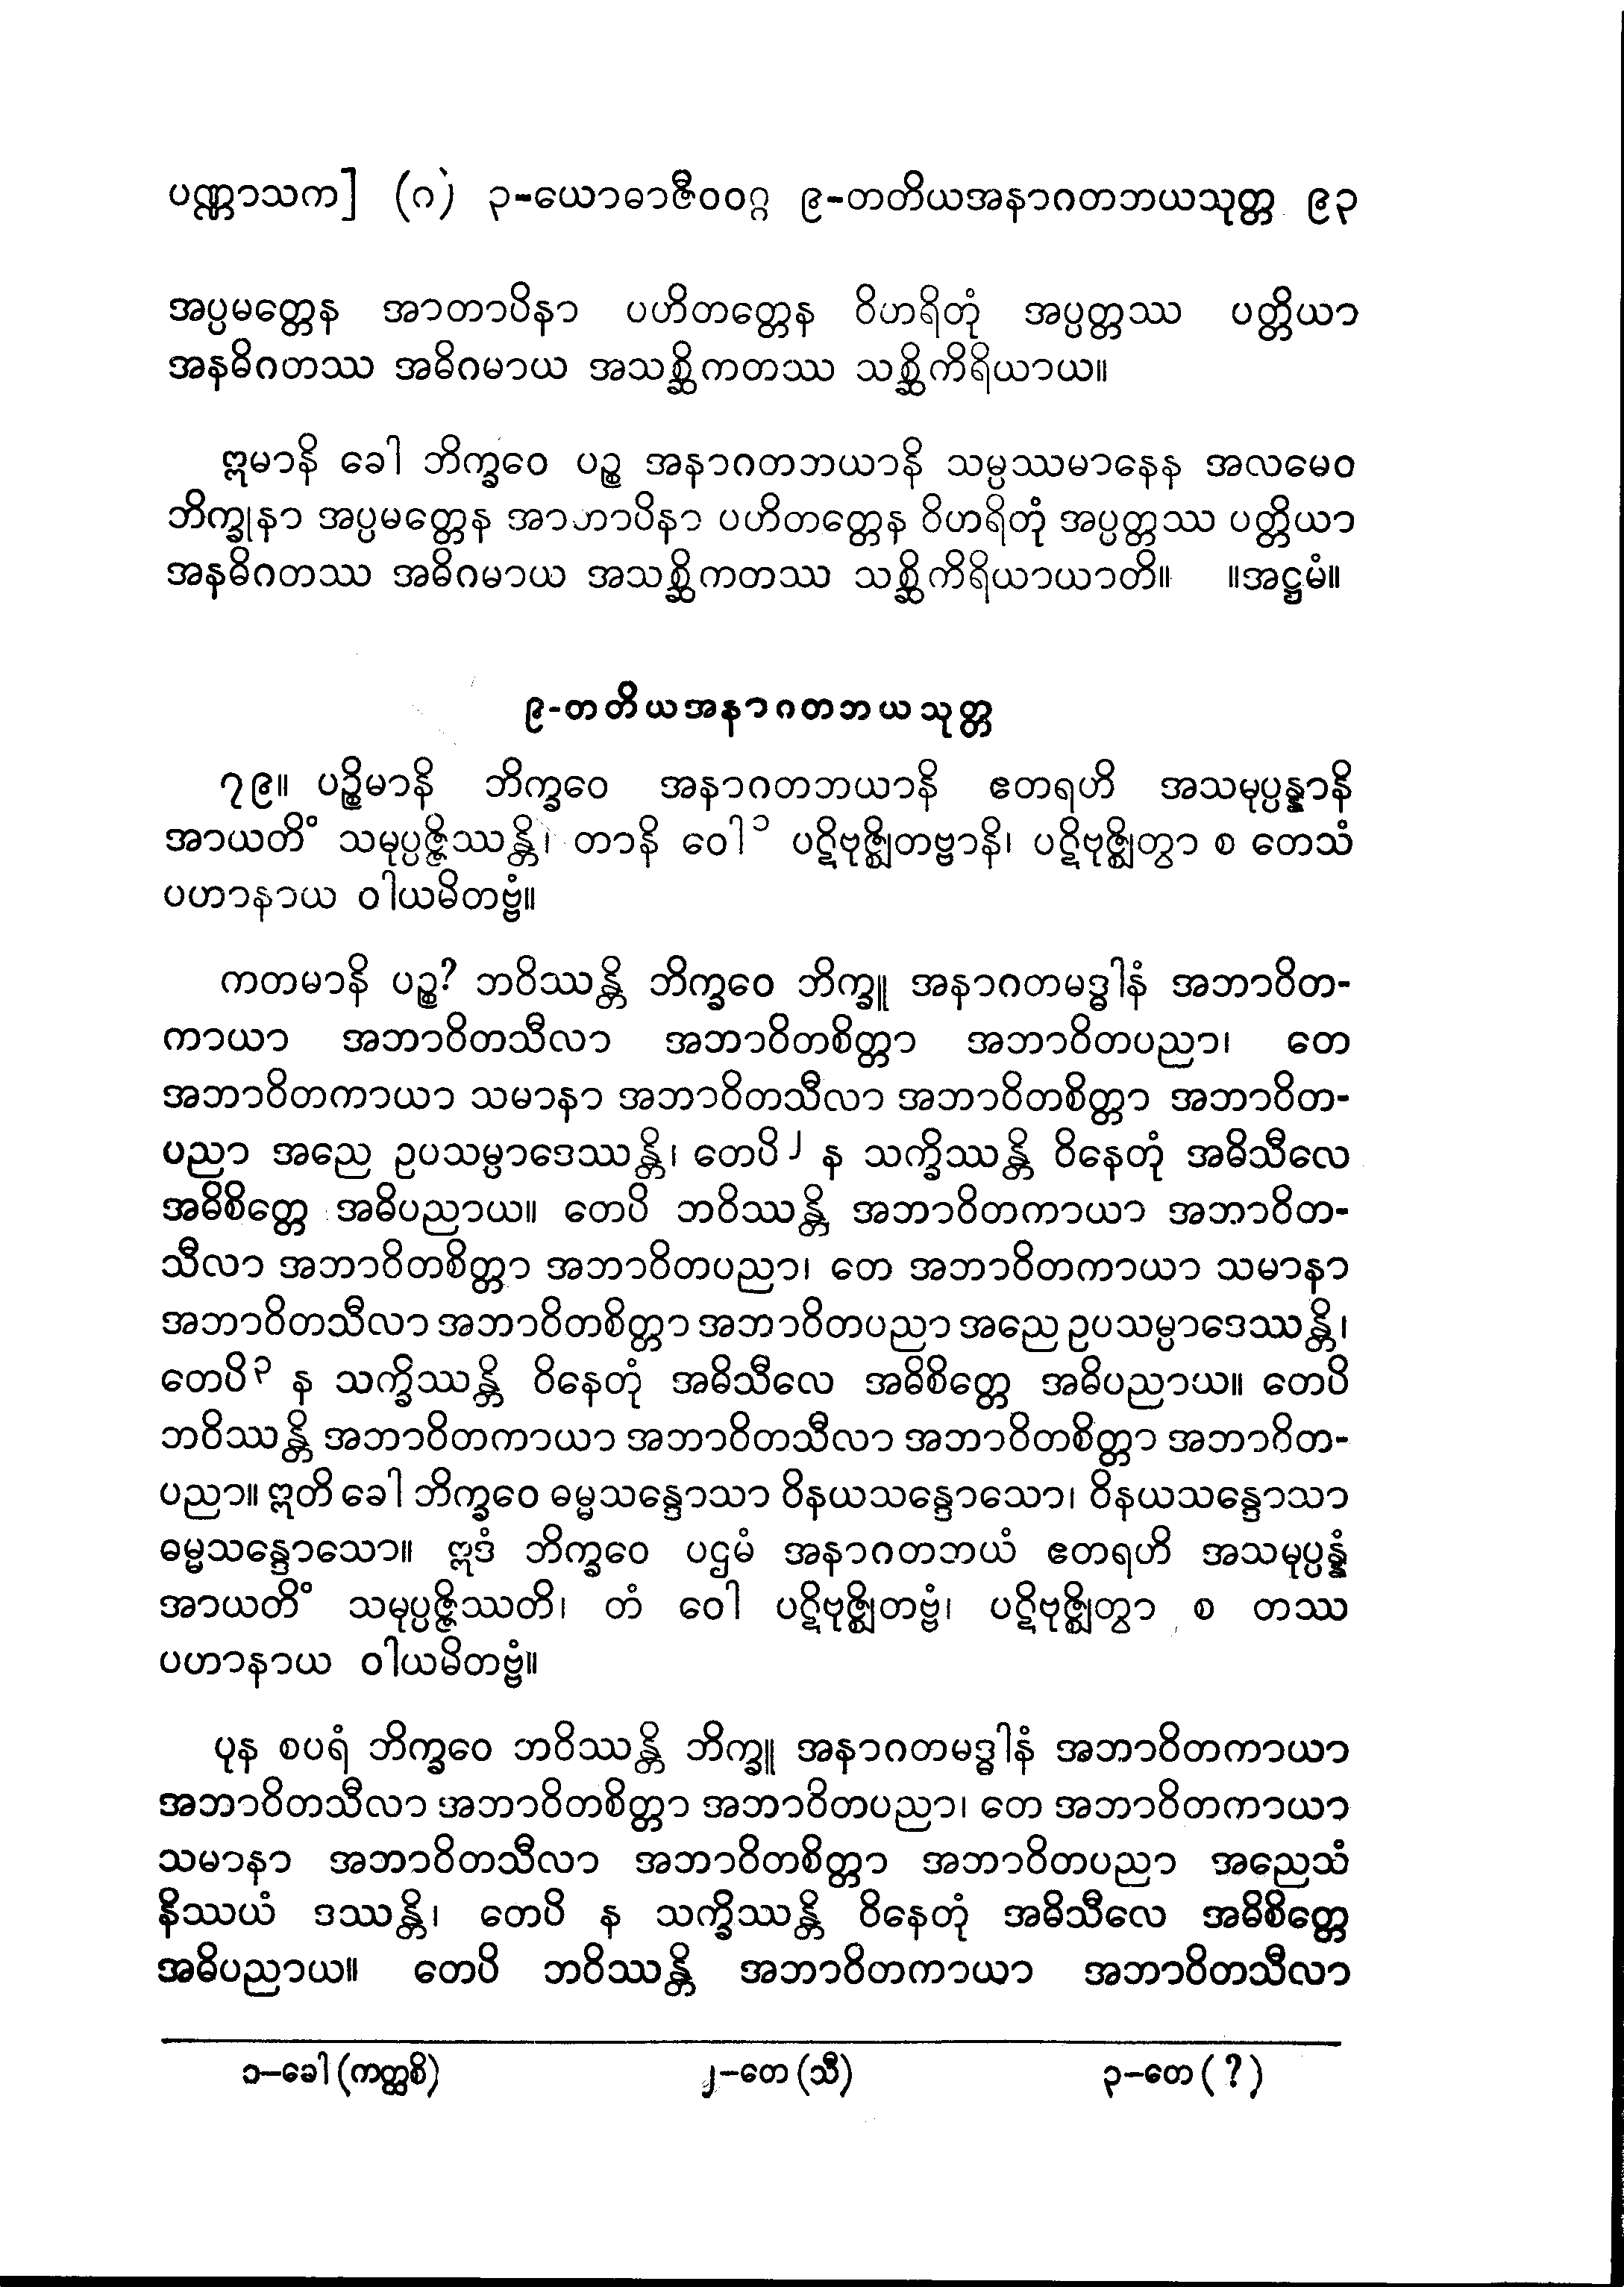 ပဏ္ဏာသက] (ဂ) ၃-ယောဓာဇီဝဝဂ္ဂ ၉-တတိယအနာဂတဘယသုတ္တ ၉၃
အပ္ပမတ္တေန အာတာပိနာ ပဟိတတ္တေန ဝိဟရိတုံ အပ္ပတ္တဿ ပတ္တိယာ
အနဓိဂတဿ အဓိဂမာယ အသစ္ဆိကတဿ သစ္ဆိကိရိယာယ။
ဣမာနိ ခေါ ဘိက္ခဝေ ပဉ္စ အနာဂတဘယာနိ သမ္ပဿမာနေန အလမေဝ
ဘိက္ခုနာ အပ္ပမတ္တေန အာတာပိနာ ပဟိတတ္တေန ဝိဟရိတုံ အပ္ပတ္တဿ ပတ္တိယာ
အနဓိဂတဿ အဓိဂမာယ အသစ္ဆိကတဿ သစ္ဆိကိရိယာယာတိ။ ။အဋ္ဌမံ။
၉-တတိယအနာဂတဘယသုတ္တ
၇၉။ ပဉ္စိမာနိ ဘိက္ခဝေ အနာဂတဘယာနိ ဧတရဟိ အသမုပ္ပန္နာနိ
အာယတိံ သမုပ္ပဇ္ဇိဿန္တိ၊ တာနိ ဝေါ ၁ ပဋိဗုဇ္ဈိတဗ္ဗာနိ၊ ပဋိဗုဇ္ဈိတွာ စ တေသံ
ပဟာနာယ ဝါယမိတဗ္ဗံ။
ကတမာနိ ပဉ္စ? ဘဝိဿန္တိ ဘိက္ခဝေ ဘိက္ခူ အနာဂတမဒ္ဓါနံ အဘာဝိတ-
ကာယာ အဘာဝိတသီလာ အဘာဝိတစိတ္တာ အဘာဝိတပညာ၊ တေ
အဘာဝိတကာယာ သမာနာ အဘာဝိတသီလာ အဘာဝိတစိတ္တာ အဘာဝိတ-
ပညာ အညေ ဥပသမ္ပာဒေဿန္တိ၊ တေပိ ၂ န သက္ခိဿန္တိ ဝိနေတုံ အဓိသီလေ
အဓိစိတ္တေ အဓိပညာယ။ တေပိ ဘဝိဿန္တိ အဘာဝိတကာယာ အဘာဝိတ-
သီလာ အဘာဝိတစိတ္တာ အဘာဝိတပညာ၊ တေ အဘာဝိတကာယာ သမာနာ
အဘာဝိတသီလာ အဘာဝိတစိတ္တာ အဘာဝိတပညာ အညေ ဥပသမ္ပာဒေဿန္တိ၊
တေပိ ၃ န သက္ခိဿန္တိ ဝိနေတုံ အဓိသီလေ အဓိစိတ္တေ အဓိပညာယ။ တေပိ
ဘဝိဿန္တိ အဘာဝိတကာယာ အဘာဝိတသီလာ အဘာဝိတစိတ္တာ အဘာဝိတ-
ပညာ။ ဣတိ ခေါ ဘိက္ခဝေ ဓမ္မသန္ဒောသာ ဝိနယသန္ဒောသော၊ ဝိနယသန္ဒောသာ
ဓမ္မသန္ဒောသော။ ဣဒံ ဘိက္ခဝေ ပဌမံ အနာဂတဘယံ ဧတရဟိ အသမုပ္ပန္နံ
အာယတိံ သမုပ္ပဇ္ဇိဿတိ၊ တံ ဝေါ ပဋိဗုဇ္ဈိတဗ္ဗံ၊ ပဋိဗုဇ္ဈိတွာ စ တဿ
ပဟာနာယ ဝါယမိတဗ္ဗံ။
ပုန စပရံ ဘိက္ခဝေ ဘဝိဿန္တိ ဘိက္ခူ အနာဂတမဒ္ဓါနံ အဘာဝိတကာယာ
အဘာဝိတသီလာ အဘာဝိတစိတ္တာ အဘာဝိတပညာ၊ တေ အဘာဝိတကာယာ
သမာနာ အဘာဝိတသီလာ အဘာဝိတစိတ္တာ အဘာဝိတပညာ အညေသံ
နိဿယံ ဒဿန္တိ၊ တေပိ န သက္ခိဿန္တိ ဝိနေတုံ အဓိသီလေ အဓိစိတ္တေ
အဓိပညာယ။ တေပိ ဘဝိဿန္တိ အဘာဝိတကာယာ အဘာဝိတသီလာ
၁–ခေါ (ကတ္ထစိ) ၂–တေ (သီ) ၃–တေ (?)